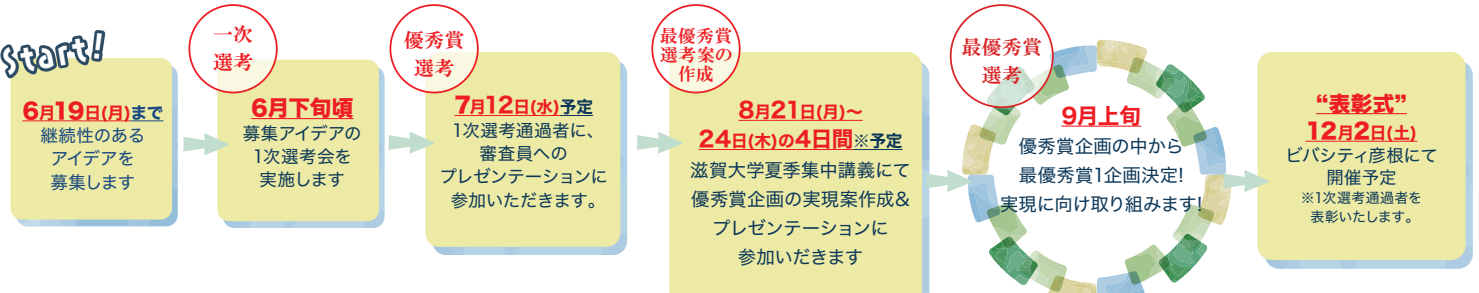 Start!
6月19日(月)まで
継続性のある
アイデアを
募集します
一次
選考
6月下旬頃
募集アイデアの
1次選考会を
実施します
優秀賞
選考
7月12日(水)予定
1次選考通過者に、
審査員への
プレゼンテーションに
参加いただきます。
最優秀賞
選考案の
作成
8月21日(月)〜
24日(木)の4日間※予定
滋賀大学夏季集中講義にて
優秀賞企画の実現案作成&
プレゼンテーションに
参加いだきます
最優秀賞
選考
9月上旬
優秀賞企画の中から
最優秀賞1企画決定!
実現に向け取り組みます!
“表彰式”
12月2日(土)
ビバシティ彦根にて
開催予定
※1次選考通過者を
表彰いたします。